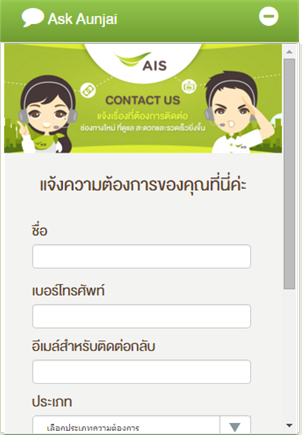 Ask Aunjai
AIS
CONTACT US
แจ้งเรื่องที่ต้องการติดต่อ
ช่องทางใหม่ ที่ดูแล สะดวกและรวดเร็วยิ่งขึ้น
แจ้งความต้องการของคุณที่นี่ค่ะ
ชื่อ
เบอร์โทรศัพท์
อีเมล์สำหรับติดต่อกลับ
ประเภท
เลือกประเภทความต้องการ